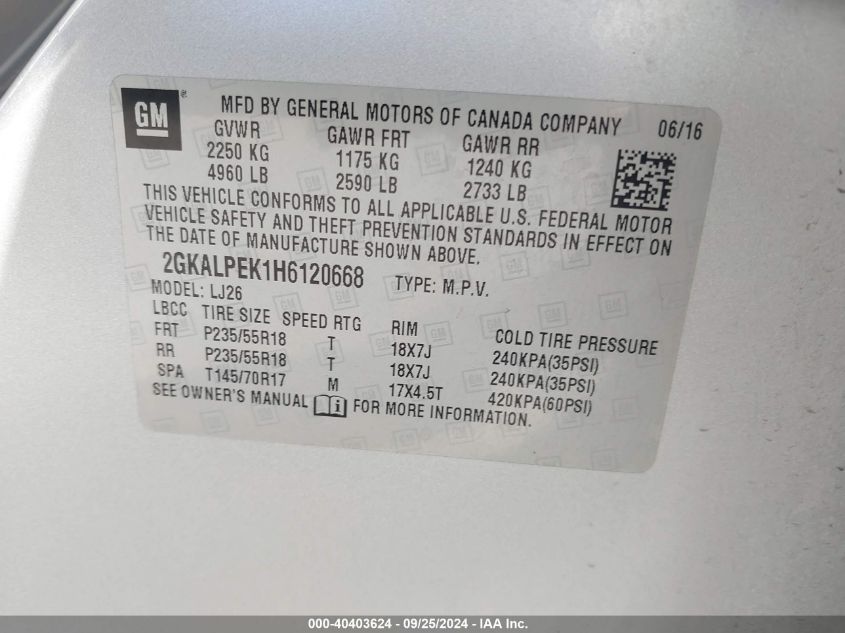 GM ® MFD BY GENERAL MOTORS OF CANADA COMPANY 06/16
GVWR GAWR FRT GAWR RR
2250 KG 1175 KG 1240 KG
4960 LB 2590 LB 2733 LB
THIS VEHICLE CONFORMS TO ALL APPLICABLE U.S. FEDERAL MOTOR
VEHICLE SAFETY AND THEFT PREVENTION STANDARDS IN EFFECT ON
THE DATE OF MANUFACTURE SHOWN ABOVE.
2GKALPEK1H6120668 TYPE: M.P.V.
MODEL: LJ26
LBCC TIRE SIZE SPEED RTG RIM COLD TIRE PRESSURE
FRT P235/55R18 T 18X7J 240KPA(35PSI)
RR P235/55R18 T 18X7J 240KPA(35PSI)
SPA T145/70R17 M 17X4.5T 420KPA(60PSI)
SEE OWNER'S MANUAL i FOR MORE INFORMATION.
000-40403624 - 09/25/2024 - IAA Inc.